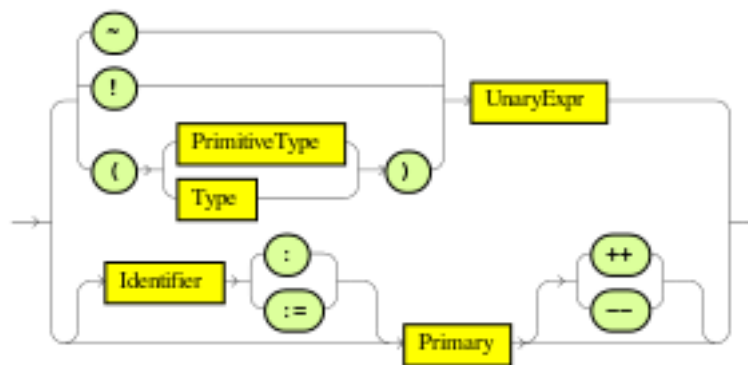 ~
!
UnaryExpr
( PrimitiveType )
Type
Identifier : ++
:= --
Primary